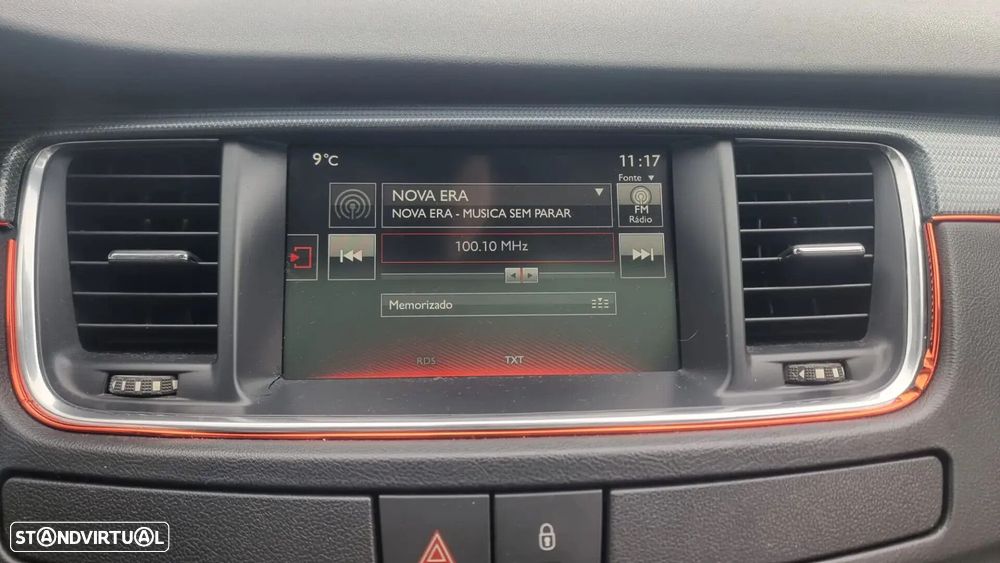 9°C
11:17
Fonte
NOVA ERA
NOVA ERA - MUSICA SEM PARAR
FM
Rádio
100.10 MHz
Memorizado
RDS
TXT
STANDVIRTUAL